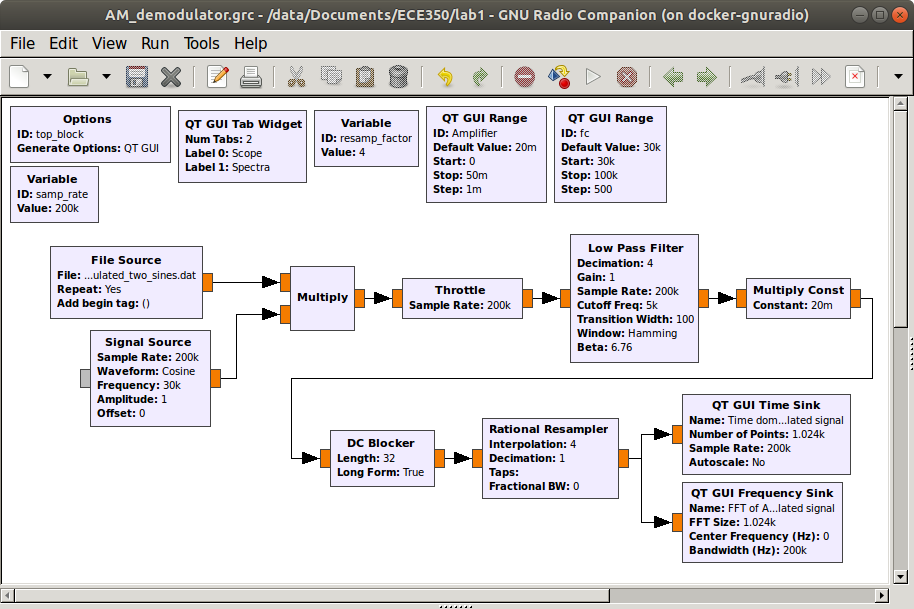 AM_demodulator.grc - /data/Documents/ECE350/lab1 - GNU Radio Companion (on docker-gnuradio)
File Edit View Run Tools Help
Options
ID: top_block
Generate Options: QT GUI
Variable
ID: samp_rate
Value: 200k
QT GUI Tab Widget
Num Tabs: 2
Label 0: Scope
Label 1: Spectra
Variable
ID: resamp_factor
Value: 4
QT GUI Range
ID: Amplifier
Default Value: 20m
Start: 0
Stop: 50m
Step: 1m
QT GUI Range
ID: fc
Default Value: 30k
Start: 30k
Stop: 100k
Step: 500
File Source
File: ...ulated_two_sines.dat
Repeat: Yes
Add begin tag: ()
Signal Source
Sample Rate: 200k
Waveform: Cosine
Frequency: 30k
Amplitude: 1
Offset: 0
Multiply
Throttle
Sample Rate: 200k
Low Pass Filter
Decimation: 4
Gain: 1
Sample Rate: 200k
Cutoff Freq: 5k
Transition Width: 100
Window: Hamming
Beta: 6.76
Multiply Const
Constant: 20m
DC Blocker
Length: 32
Long Form: True
Rational Resampler
Interpolation: 4
Decimation: 1
Taps:
Fractional BW: 0
QT GUI Time Sink
Name: Time dom...lated signal
Number of Points: 1.024k
Sample Rate: 200k
Autoscale: No
QT GUI Frequency Sink
Name: FFT of A...lated signal
FFT Size: 1.024k
Center Frequency (Hz): 0
Bandwidth (Hz): 200k